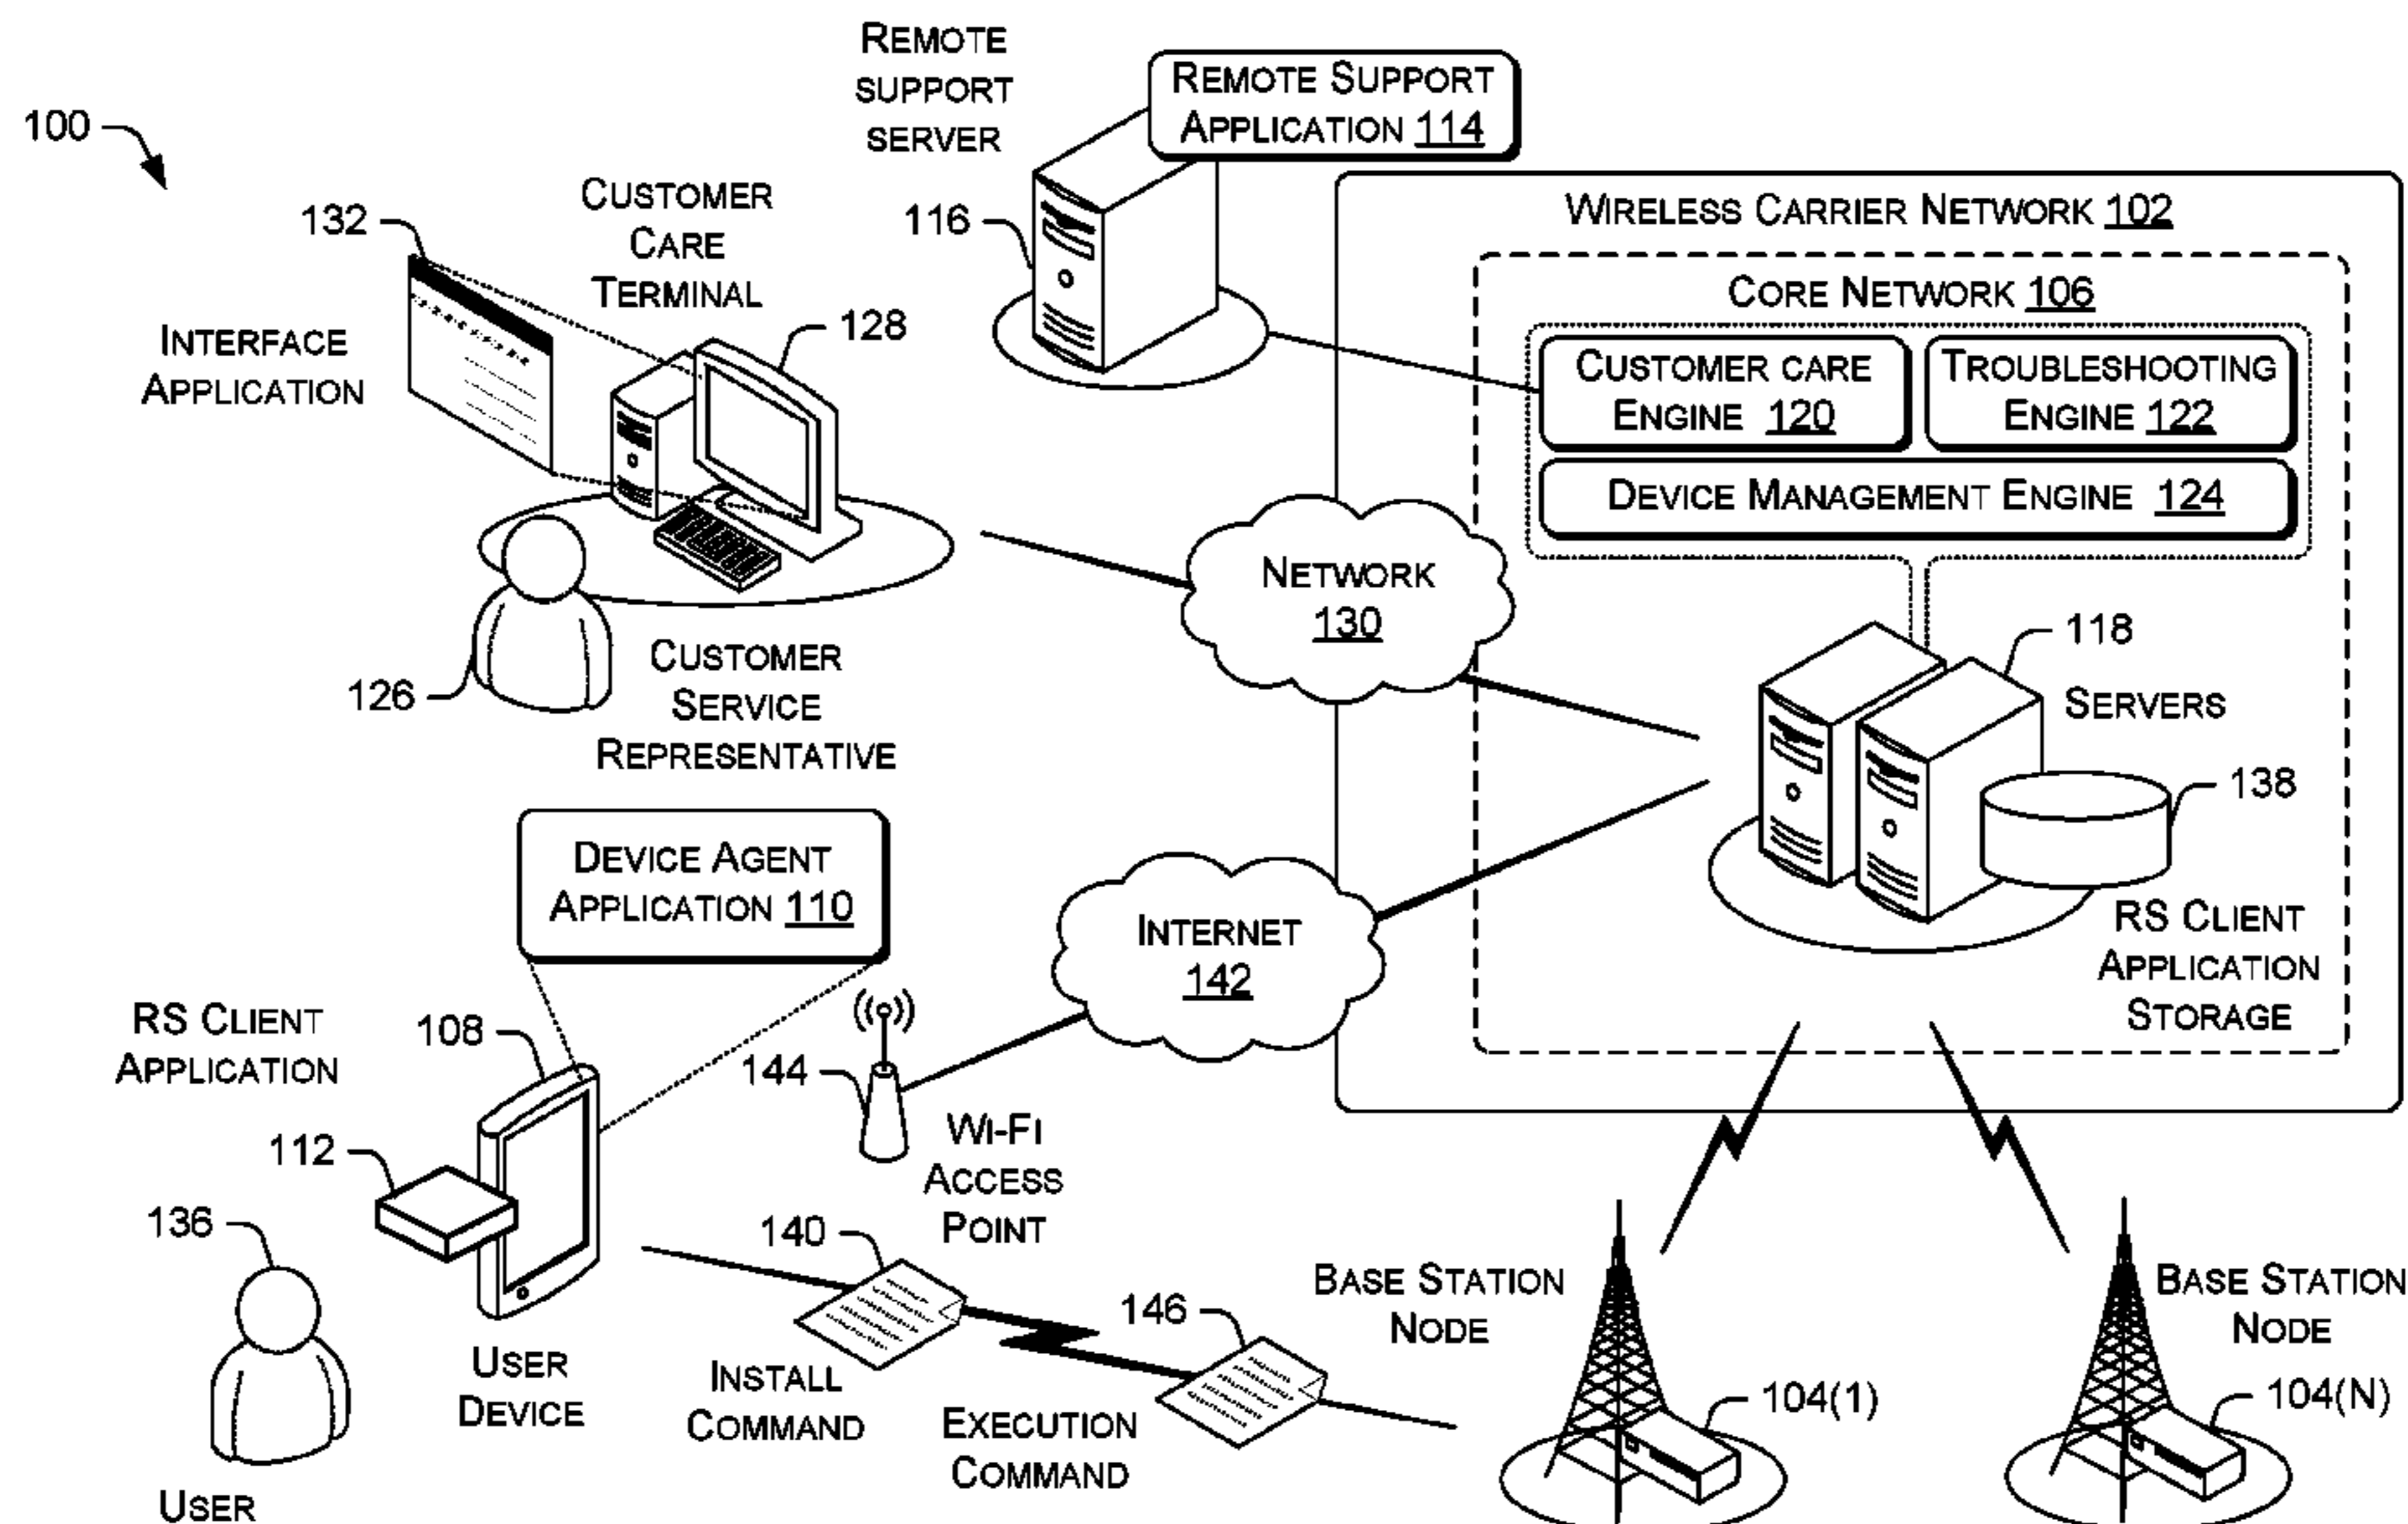 100
REMOTE
SUPPORT
SERVER
REMOTE SUPPORT
APPLICATION 114
116
WIRELESS CARRIER NETWORK 102
CORE NETWORK 106
CUSTOMER CARE
ENGINE 120
TROUBLESHOOTING
ENGINE 122
DEVICE MANAGEMENT ENGINE 124
132
CUSTOMER
CARE
TERMINAL
128
INTERFACE
APPLICATION
NETWORK
130
126
CUSTOMER
SERVICE
REPRESENTATIVE
118
SERVERS
138
RS CLIENT
APPLICATION
STORAGE
DEVICE AGENT
APPLICATION 110
INTERNET
142
RS CLIENT
APPLICATION
108
144
WI-FI
ACCESS
POINT
112
136
USER
USER
DEVICE
140
INSTALL
COMMAND
146
EXECUTION
COMMAND
BASE STATION
NODE
104(1)
BASE STATION
NODE
104(N)